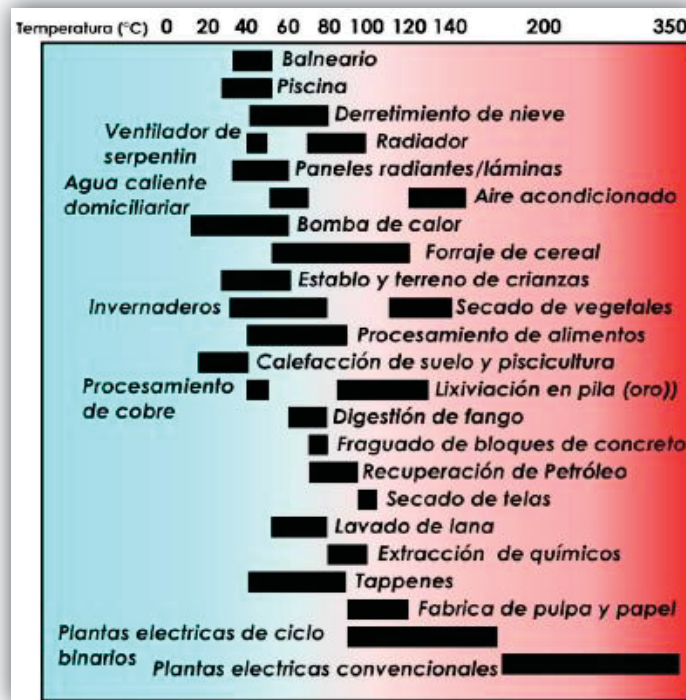 Temperatura (°C) 0 20 40 60 80 100 120 140 200 350
Balneario
Piscina
Derretimiento de nieve
Ventilador de
serpentin
Radiador
Paneles radiantes/láminas
Agua caliente
domiciliariar
Aire acondicionado
Bomba de calor
Forraje de cereal
Establo y terreno de crianzas
Invernaderos
Secado de vegetales
Procesamiento de alimentos
Calefacción de suelo y piscicultura
Procesamiento
de cobre
Lixiviación en pila (oro))
Digestión de fango
Fraguado de bloques de concreto
Recuperación de Petróleo
Secado de telas
Lavado de lana
Extracción de químicos
Tappenes
Fabrica de pulpa y papel
Plantas electricas de ciclo
binarios
Plantas electricas convencionales